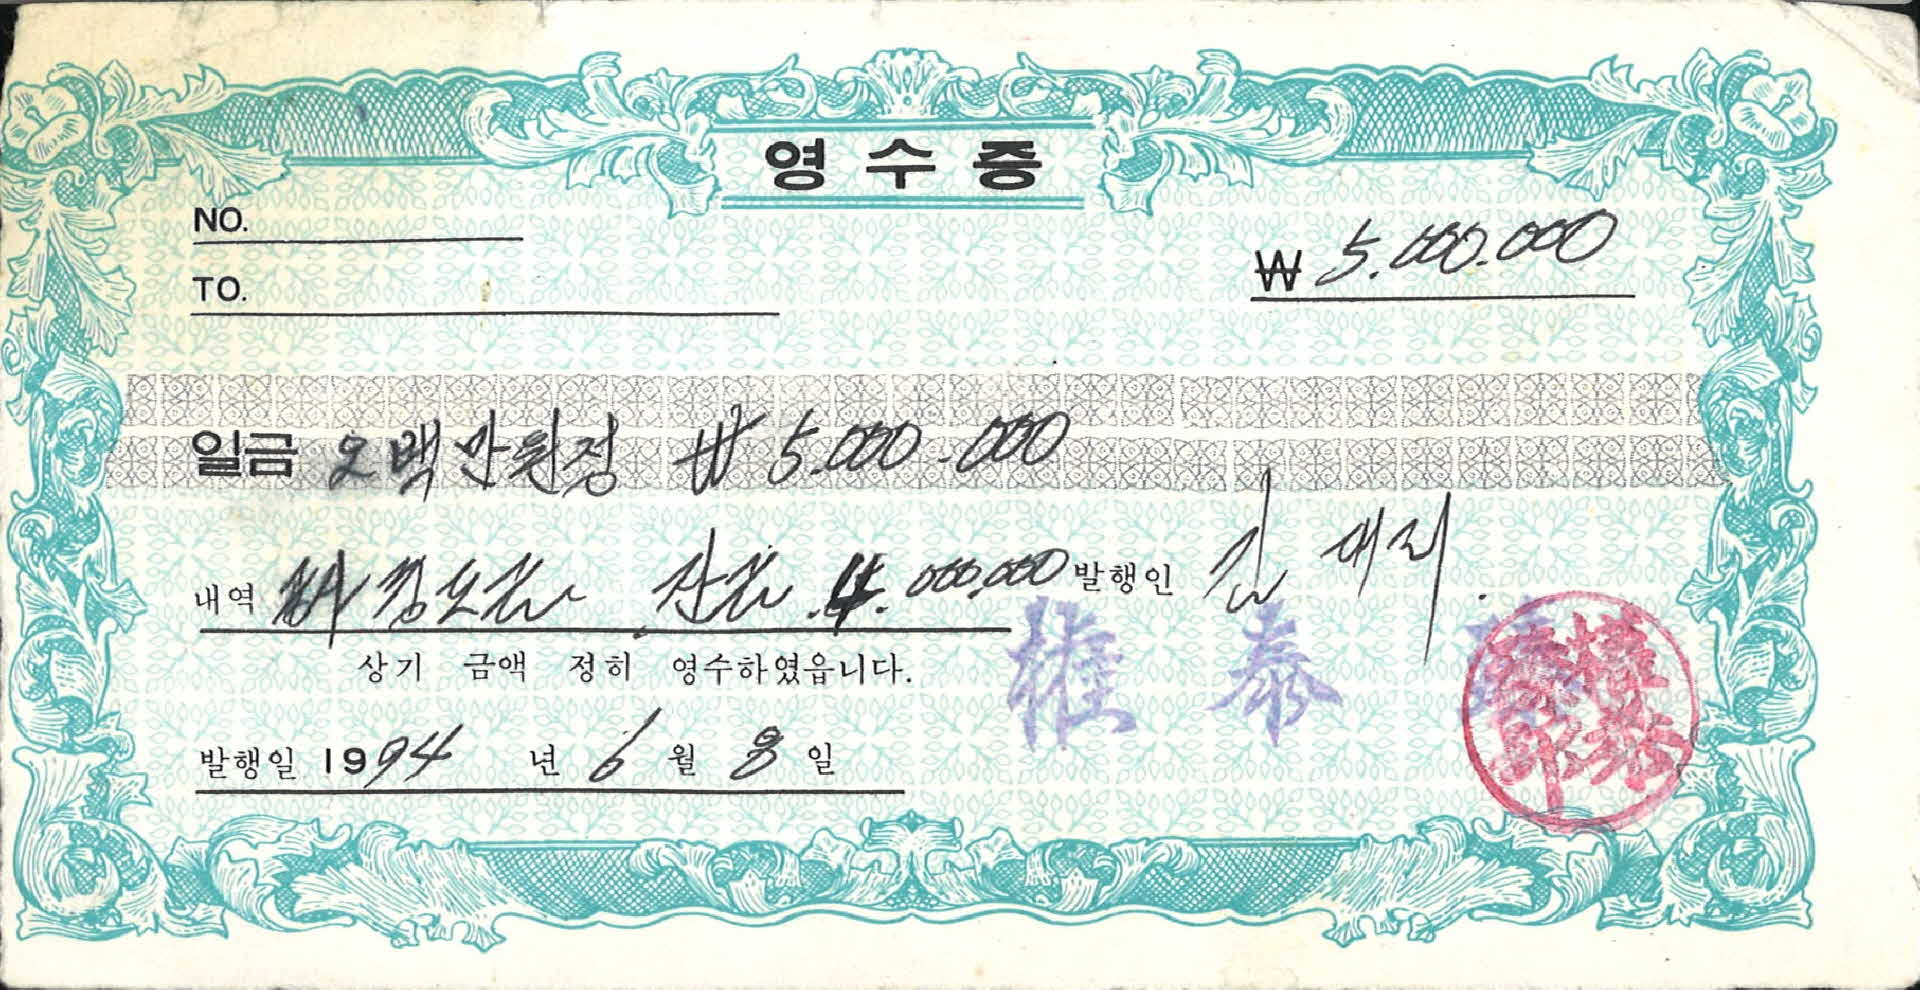 영수증
NO.
₩ 5.000.000
TO.
일금 오백만원정 ₩ 5.000.000
내역 잔금 4.000.000 발행인
상기 금액 정히 영수하였읍니다.
權 泰
발행일 1994 년 6 월 8 일